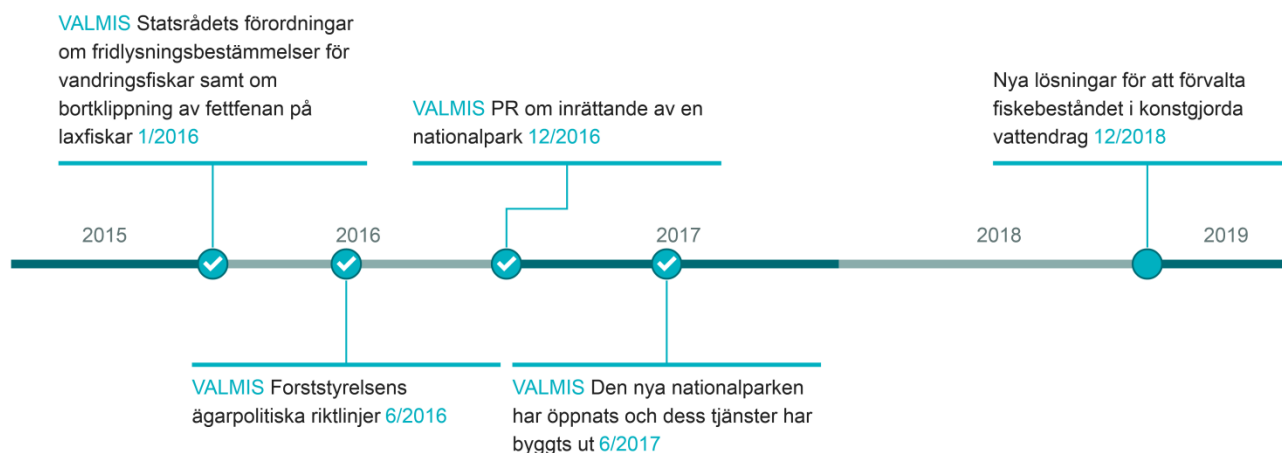 VALMIS Statsrådets förordningar
om fridlysningsbestämmelser för
vandringsfiskar samt om
bortklippning av fettfenan på
laxfiskar 1/2016
VALMIS PR om inrättande av en
nationalpark 12/2016
Nya lösningar för att förvalta
fiskebeståndet i konstgjorda
vattendrag 12/2018
2015
2016
2017
2018
2019
VALMIS Forststyrelsens
ägarpolitiska riktlinjer 6/2016
VALMIS Den nya nationalparken
har öppnats och dess tjänster har
byggts ut 6/2017